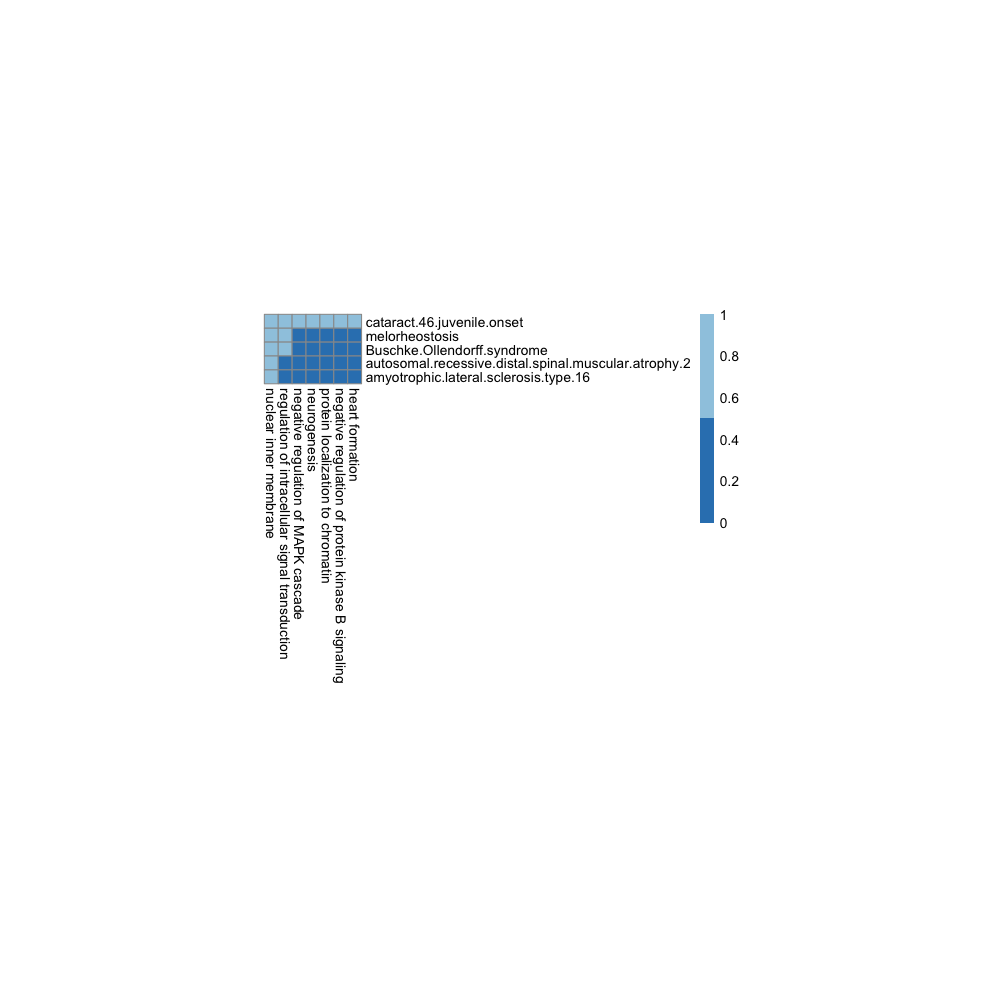 cataract.46.juvenile.onset
melorheostosis
Buschke.Ollendorff.syndrome
autosomal.recessive.distal.spinal.muscular.atrophy.2
amyotrophic.lateral.sclerosis.type.16
nuclear inner membrane
regulation of intracellular signal transduction
negative regulation of MAPK cascade
neurogenesis
protein localization to chromatin
negative regulation of protein kinase B signaling
heart formation
1
0.8
0.6
0.4
0.2
0